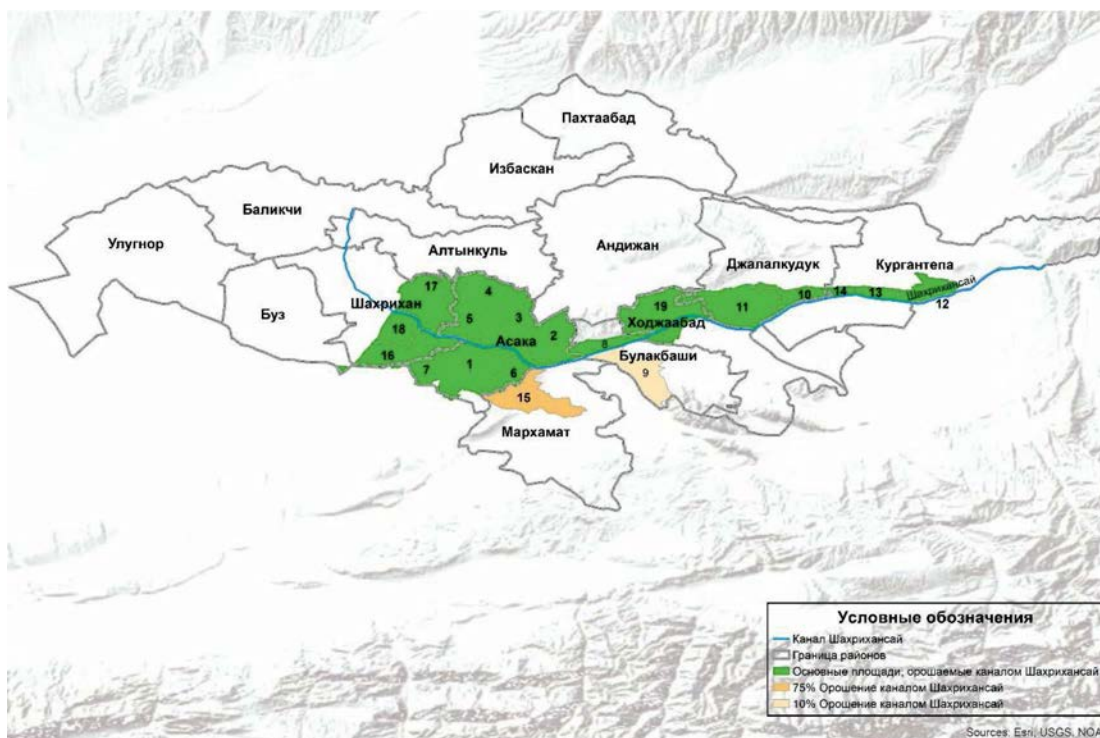 Пахтаабад
Избаскан
Баликчи
Улугнор
Алтынкуль
Андижан
Джалалкудук
Кургантепа
Шахрихансай
17
4
Шахрихан
Буз
5
3
18
16
7
1
Асака
2
6
8
19
Ходжаабад
11
10
14
13
12
Булакбаши
9
15
Мархамат
Условные обозначения
Канал Шахрихансай
Граница районов
Основные площади, орошаемые каналом Шахрихансай
75% Орошение каналом Шахрихансай
10% Орошение каналом Шахрихансай
Sources: Esri, USGS, NOA